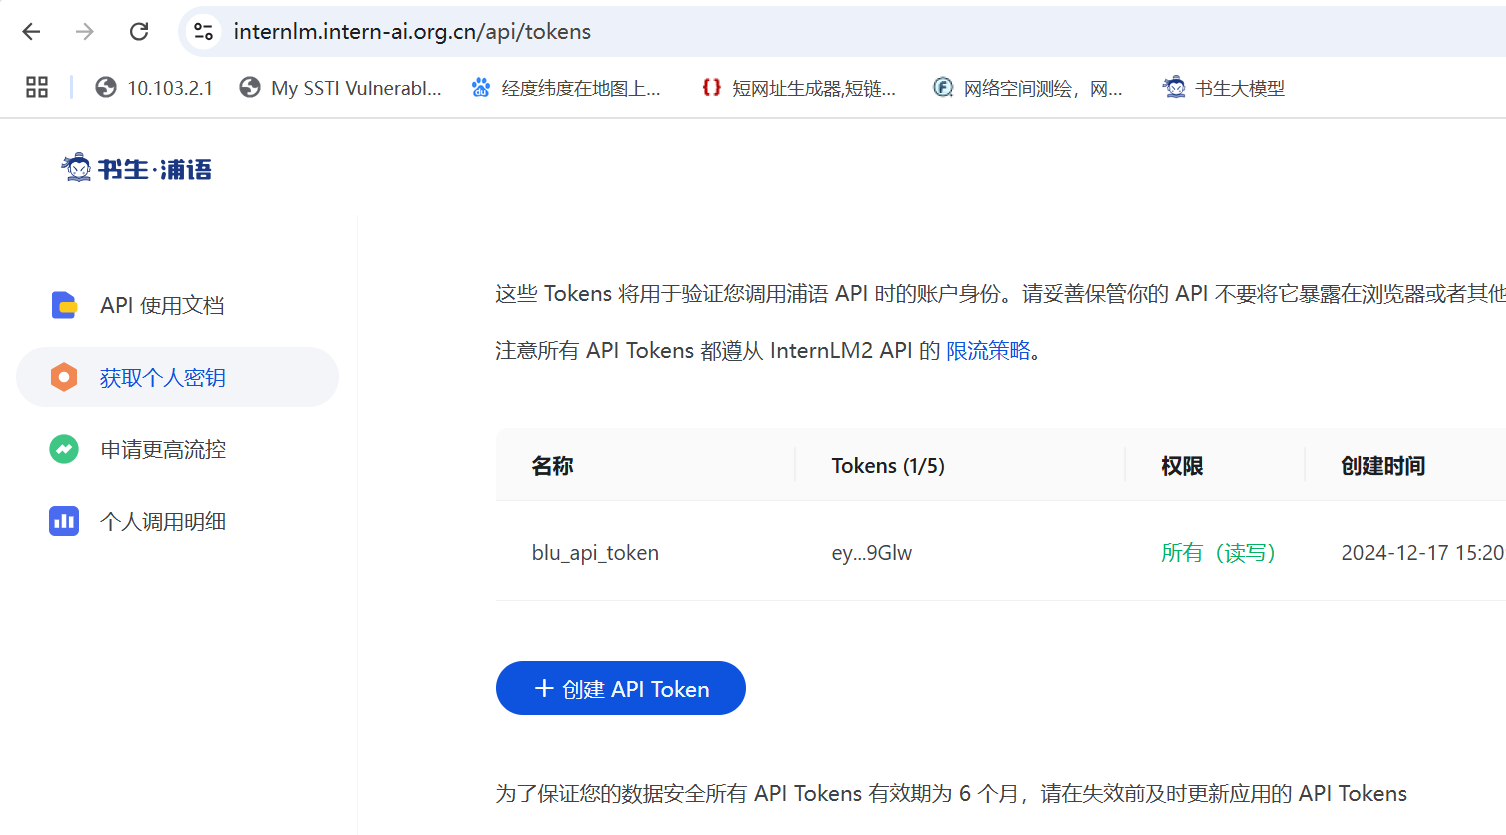 internlm.intern-ai.org.cn/api/tokens
10.103.2.1
My SSTI Vulnerabl...
经度纬度在地图上...
短网址生成器,短链...
网络空间测绘，网...
书生大模型
书生·浦语
API 使用文档
获取个人密钥
申请更高流控
个人调用明细
这些 Tokens 将用于验证您调用浦语 API 时的账户身份。请妥善保管你的 API 不要将它暴露在浏览器或者其他
注意所有 API Tokens 都遵从 InternLM2 API 的 限流策略。
名称 Tokens (1/5) 权限 创建时间
blu_api_token ey...9Glw 所有（读写） 2024-12-17 15:20
+ 创建 API Token
为了保证您的数据安全所有 API Tokens 有效期为 6 个月，请在失效前及时更新应用的 API Tokens